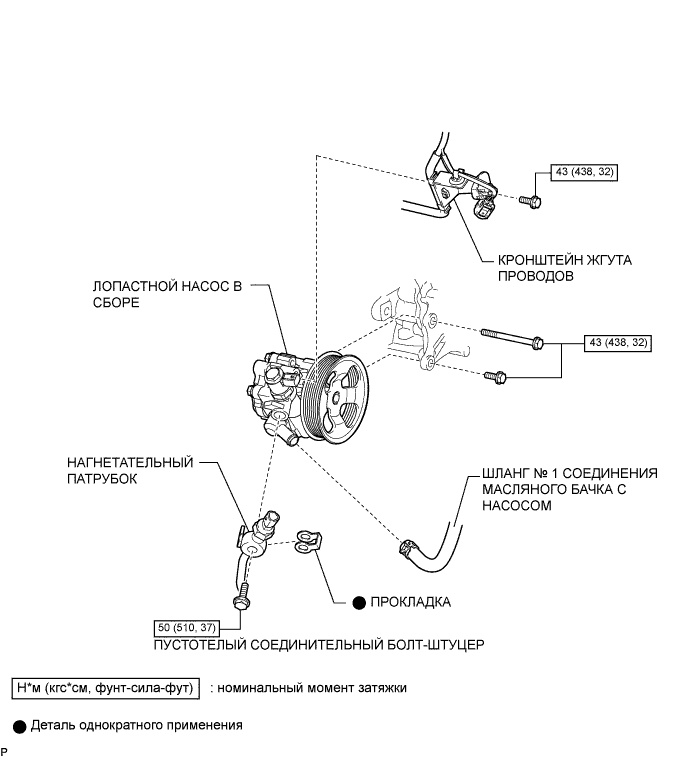 43 (438, 32)
КРОНШТЕЙН ЖГУТА
ПРОВОДОВ
ЛОПАСТНОЙ НАСОС В
СБОРЕ
43 (438, 32)
НАГНЕТАТЕЛЬНЫЙ
ПАТРУБОК
ШЛАНГ № 1 СОЕДИНЕНИЯ
МАСЛЯНОГО БАЧКА С
НАСОСОМ
ПРОКЛАДКА
50 (510, 37)
ПУСТОТЕЛЫЙ СОЕДИНИТЕЛЬНЫЙ БОЛТ-ШТУЦЕР
Н*м (кгс*см, фунт-сила-фут) : номинальный момент затяжки
Деталь однократного применения
P